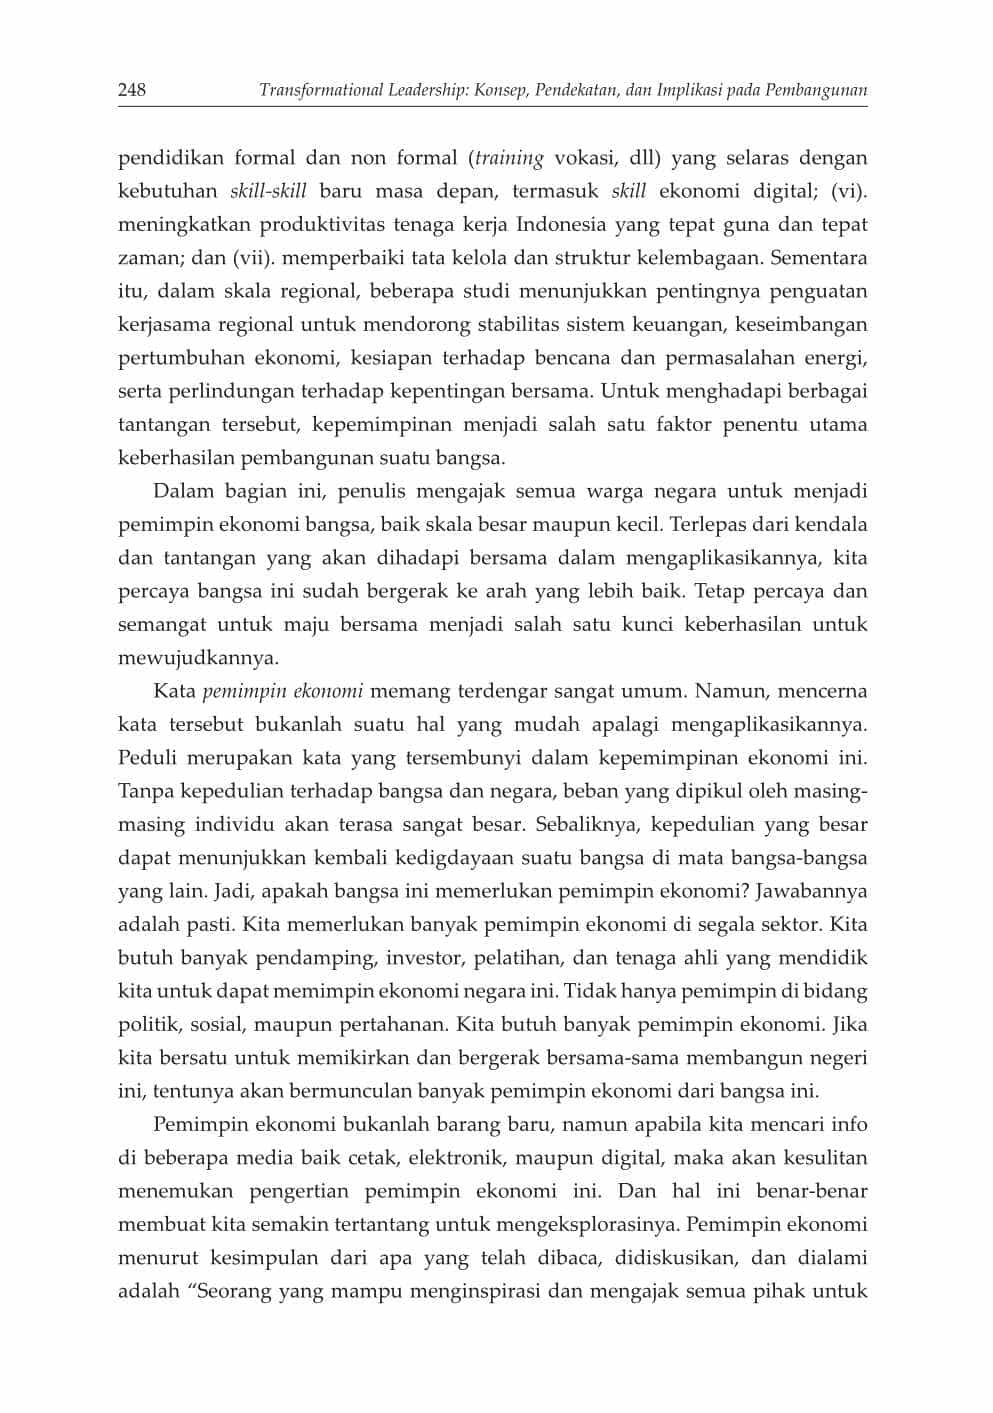 248
Transformational Leadership: Konsep, Pendekatan, dan Implikasi pada Pembangunan
pendidikan formal dan non formal (training vokasi, dll) yang selaras dengan
kebutuhan skill-skill baru masa depan, termasuk skill ekonomi digital; (vi).
meningkatkan produktivitas tenaga kerja Indonesia yang tepat guna dan tepat
zaman; dan (vii). memperbaiki tata kelola dan struktur kelembagaan. Sementara
itu, dalam skala regional, beberapa studi menunjukkan pentingnya penguatan
kerjasama regional untuk mendorong stabilitas sistem keuangan, keseimbangan
pertumbuhan ekonomi, kesiapan terhadap bencana dan permasalahan energi,
serta perlindungan terhadap kepentingan bersama. Untuk menghadapi berbagai
tantangan tersebut, kepemimpinan menjadi salah satu faktor penentu utama
keberhasilan pembangunan suatu bangsa.
Dalam bagian ini, penulis mengajak semua warga negara untuk menjadi
pemimpin ekonomi bangsa, baik skala besar maupun kecil. Terlepas dari kendala
dan tantangan yang akan dihadapi bersama dalam mengaplikasikannya, kita
percaya bangsa ini sudah bergerak ke arah yang lebih baik. Tetap percaya dan
semangat untuk maju bersama menjadi salah satu kunci keberhasilan untuk
mewujudkannya.
Kata pemimpin ekonomi memang terdengar sangat umum. Namun, mencerna
kata tersebut bukanlah suatu hal yang mudah apalagi mengaplikasikannya.
Peduli merupakan kata yang tersembunyi dalam kepemimpinan ekonomi ini.
Tanpa kepedulian terhadap bangsa dan negara, beban yang dipikul oleh masing-
masing individu akan terasa sangat besar. Sebaliknya, kepedulian yang besar
dapat menunjukkan kembali kedigdayaan suatu bangsa di mata bangsa-bangsa
yang lain. Jadi, apakah bangsa ini memerlukan pemimpin ekonomi? Jawabannya
adalah pasti. Kita memerlukan banyak pemimpin ekonomi di segala sektor. Kita
butuh banyak pendamping, investor, pelatihan, dan tenaga ahli yang mendidik
kita untuk dapat memimpin ekonomi negara ini. Tidak hanya pemimpin di bidang
politik, sosial, maupun pertahanan. Kita butuh banyak pemimpin ekonomi. Jika
kita bersatu untuk memikirkan dan bergerak bersama-sama membangun negeri
ini, tentunya akan bermunculan banyak pemimpin ekonomi dari bangsa ini.
Pemimpin ekonomi bukanlah barang baru, namun apabila kita mencari info
di beberapa media baik cetak, elektronik, maupun digital, maka akan kesulitan
menemukan pengertian pemimpin ekonomi ini. Dan hal ini benar-benar
membuat kita semakin tertantang untuk mengeksplorasinya. Pemimpin ekonomi
menurut kesimpulan dari apa yang telah dibaca, didiskusikan, dan dialami
adalah “Seorang yang mampu menginspirasi dan mengajak semua pihak untuk